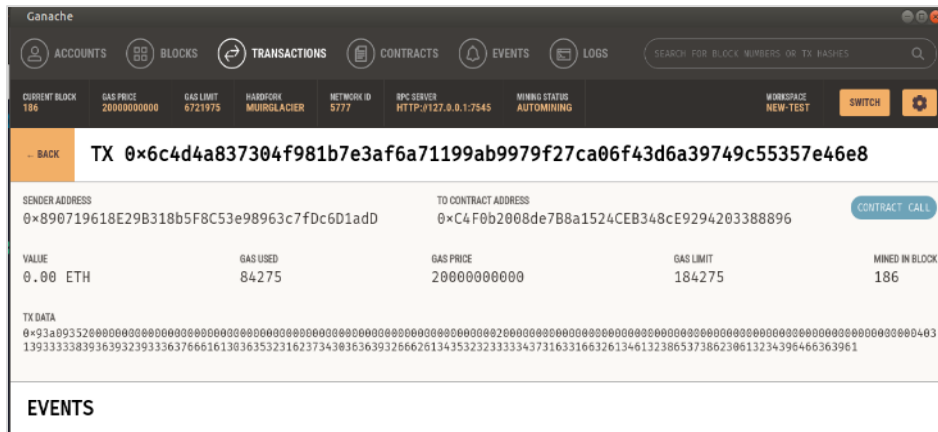 Ganache
ACCOUNTS BLOCKS TRANSACTIONS CONTRACTS EVENTS LOGS SEARCH FOR BLOCK NUMBERS OR TX HASHES
CURRENT BLOCK GAS PRICE GAS LIMIT HARDFORK NETWORK ID RPC SERVER MINING STATUS WORKSPACE
186 20000000000 6721975 MUIRGLACIER 5777 HTTP://127.0.0.1:7545 AUTOMINING NEW-TEST SWITCH
← BACK TX 0×6c4d4a837304f981b7e3af6a71199ab9979f27ca06f43d6a39749c55357e46e8
SENDER ADDRESS TO CONTRACT ADDRESS
0×890719618E29B318b5F8C53e98963c7fDc6D1adD 0×C4F0b2008de7B8a1524CEB348cE9294203388896 CONTRACT CALL
VALUE GAS USED GAS PRICE GAS LIMIT MINED IN BLOCK
0.00 ETH 84275 20000000000 184275 186
TX DATA
0×93a0935200000000000000000000000000000000000000000000000000000000000000200000000000000000000000000000000000000000000000000000000000000000403
1393333383936393239333637666161303635323162373430363639326662613435323233333437316331663261346132386537386230613234396466363961
EVENTS